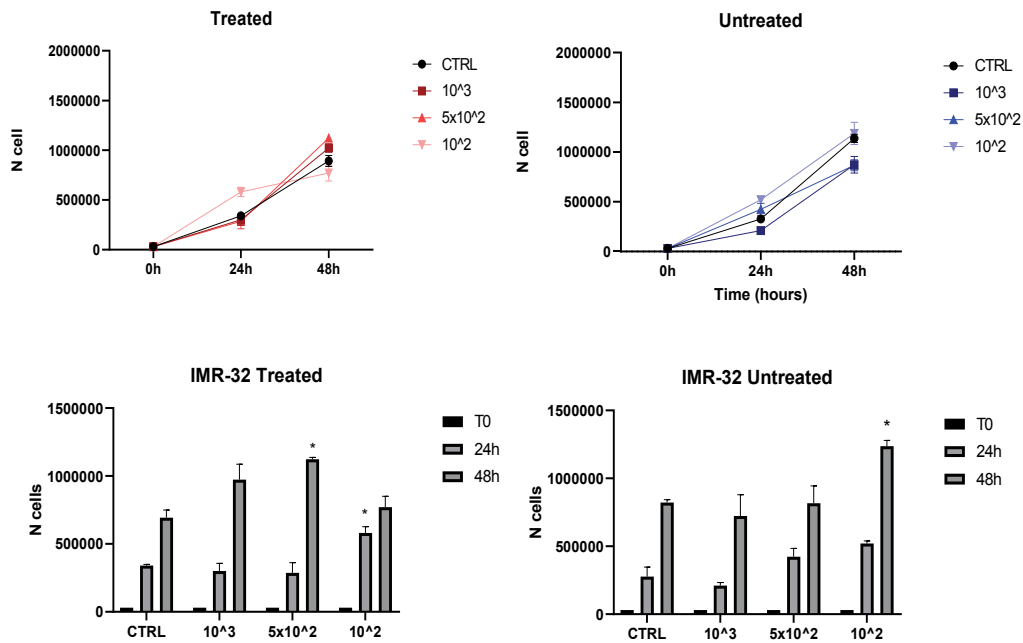 Treated
N cell
2000000
1500000
1000000
500000
0
0h 24h 48h
CTRL
10^3
5x10^2
10^2
Untreated
N cell
2000000
1500000
1000000
500000
0
0h 24h 48h
Time (hours)
CTRL
10^3
5x10^2
10^2
IMR-32 Treated
N cells
1500000
1000000
500000
0
* *
CTRL 10^3 5x10^2 10^2
T0
24h
48h
IMR-32 Untreated
N cells
1500000
1000000
500000
0
*
CTRL 10^3 5x10^2 10^2
T0
24h
48h